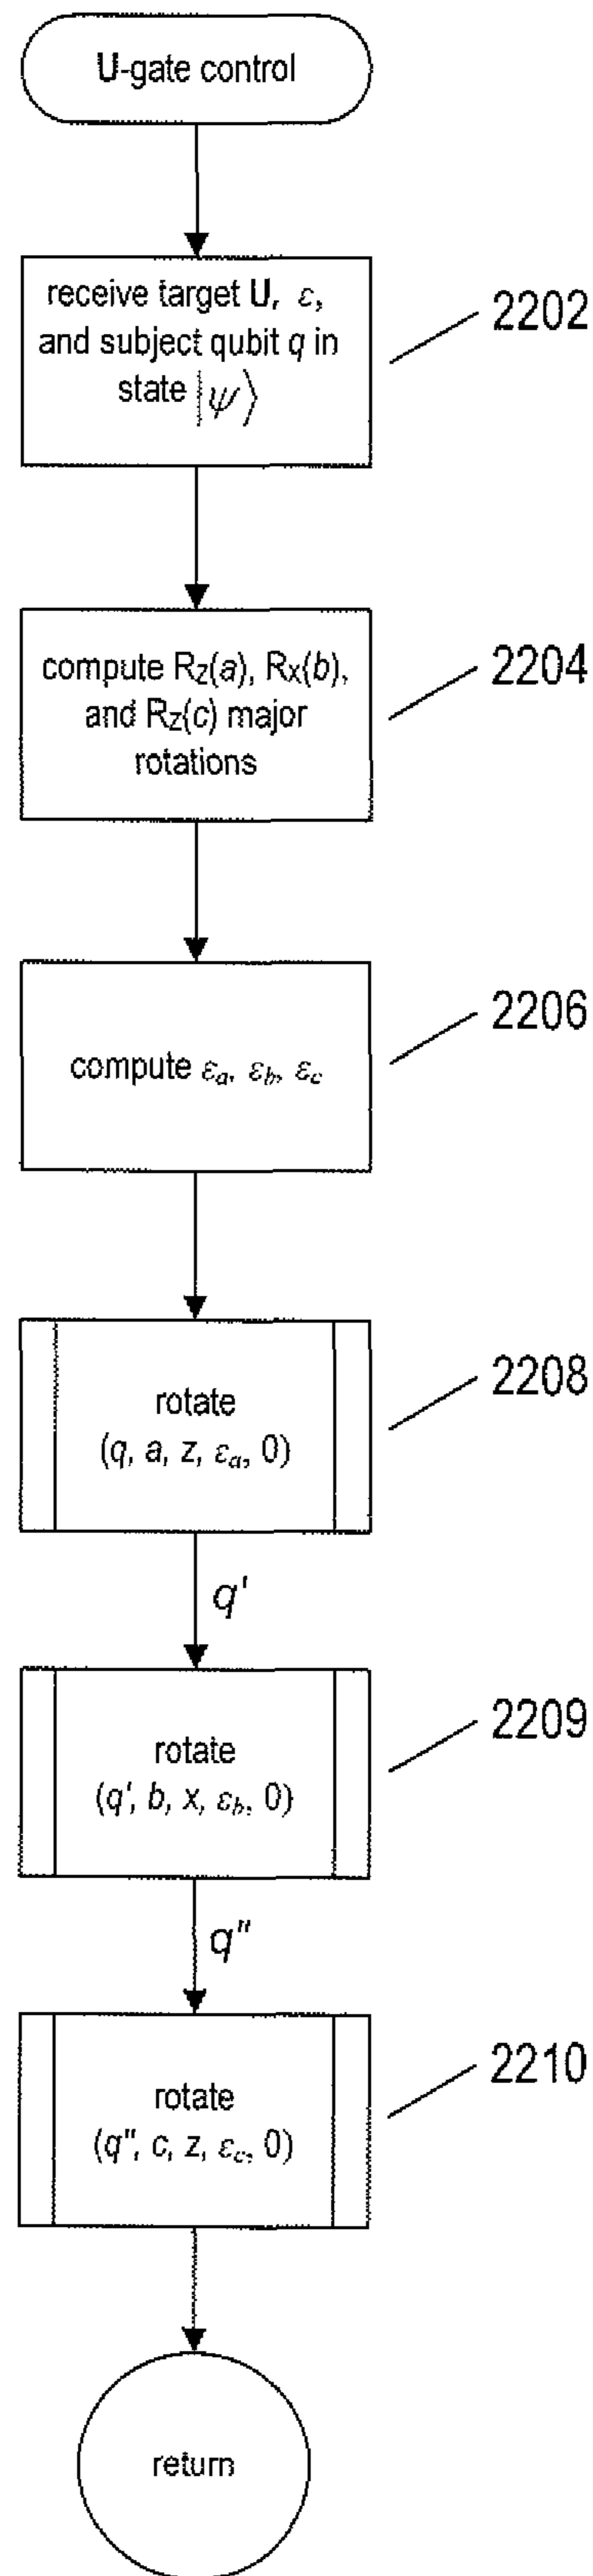 U-gate control
receive target U, ε,
and subject qubit q in
state |ψ⟩
2202
compute Rz(a), Rx(b),
and Rz(c) major
rotations
2204
compute εa, εb, εc
2206
rotate
(q, a, z, εa, 0)
2208
q'
rotate
(q', b, x, εb, 0)
2209
q"
rotate
(q", c, z, εc, 0)
2210
return